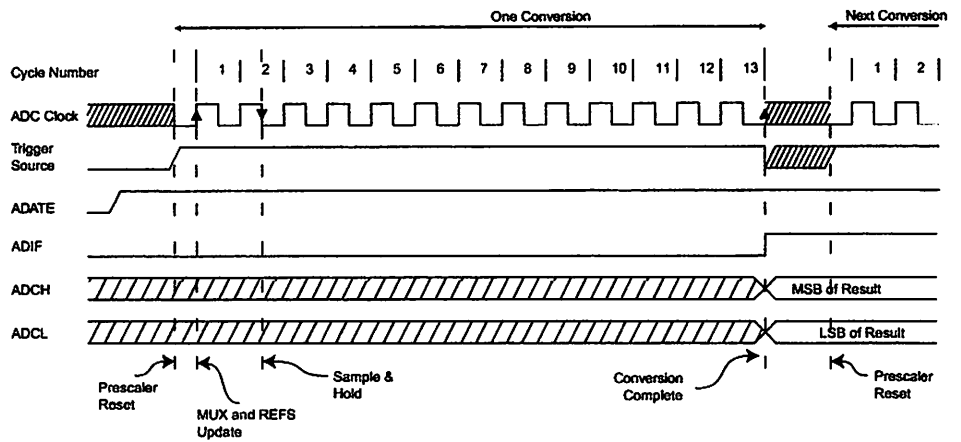 One Conversion
Next Conversion
Cycle Number 1 2 3 4 5 6 7 8 9 10 11 12 13 1 2
ADC Clock
Trigger
Source
ADATE
ADIF
ADCH
MSB of Result
ADCL
LSB of Result
Prescaler
Reset
MUX and REFS
Update
Sample &
Hold
Conversion
Complete
Prescaler
Reset